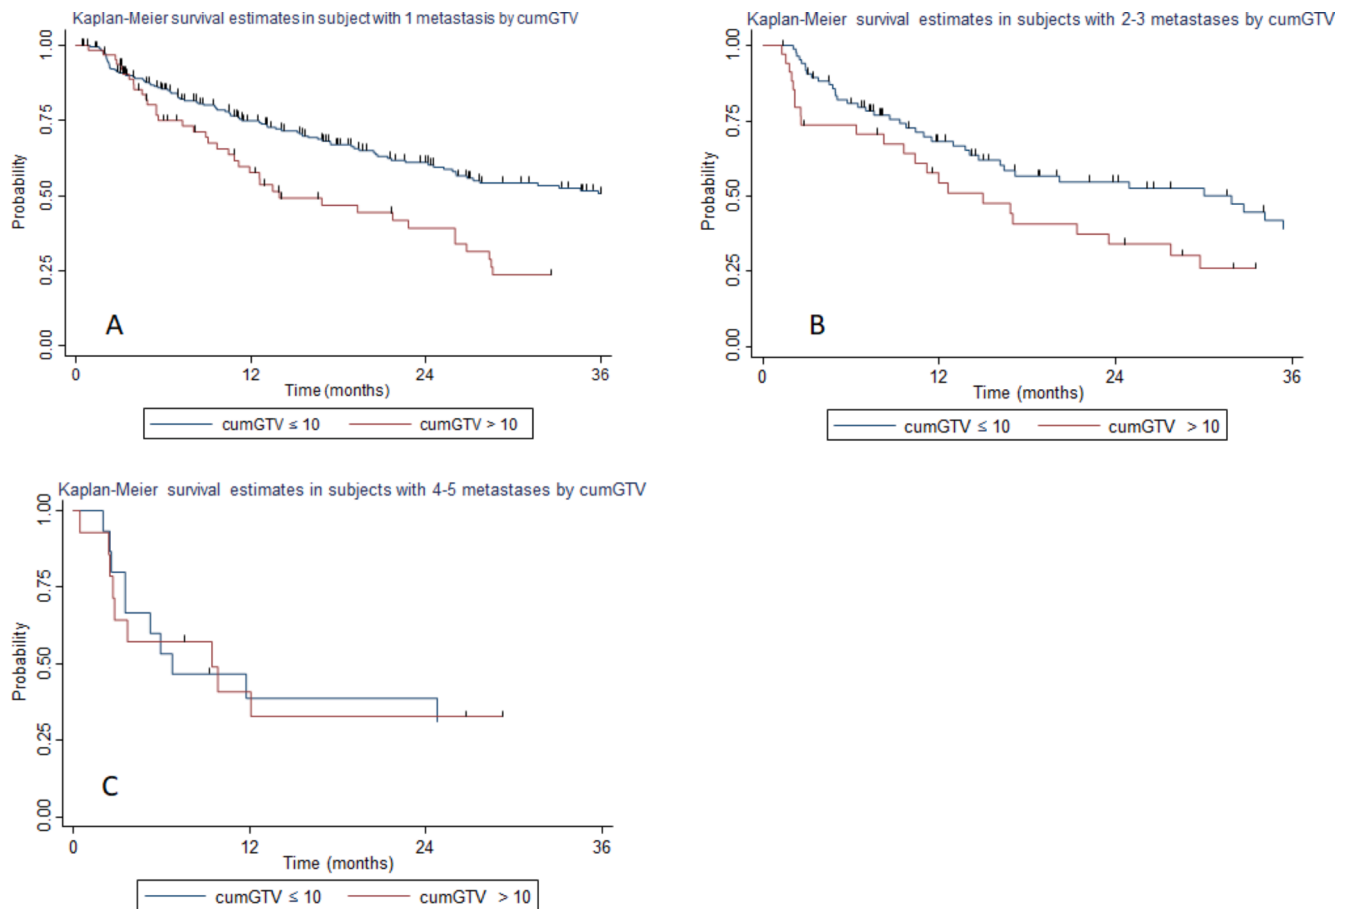 Kaplan-Meier survival estimates in subject with 1 metastasis by cumGTV
1.00
0.75
0.50
0.25
0.00
Probability
A
0 12 24 36
Time (months)
cumGTV ≤ 10 cumGTV > 10
Kaplan-Meier survival estimates in subjects with 2-3 metastases by cumGTV
1.00
0.75
0.50
0.25
0.00
Probability
B
0 12 24 36
Time (months)
cumGTV ≤ 10 cumGTV > 10
Kaplan-Meier survival estimates in subjects with 4-5 metastases by cumGTV
1.00
0.75
0.50
0.25
0.00
Probability
C
0 12 24 36
Time (months)
cumGTV ≤ 10 cumGTV > 10